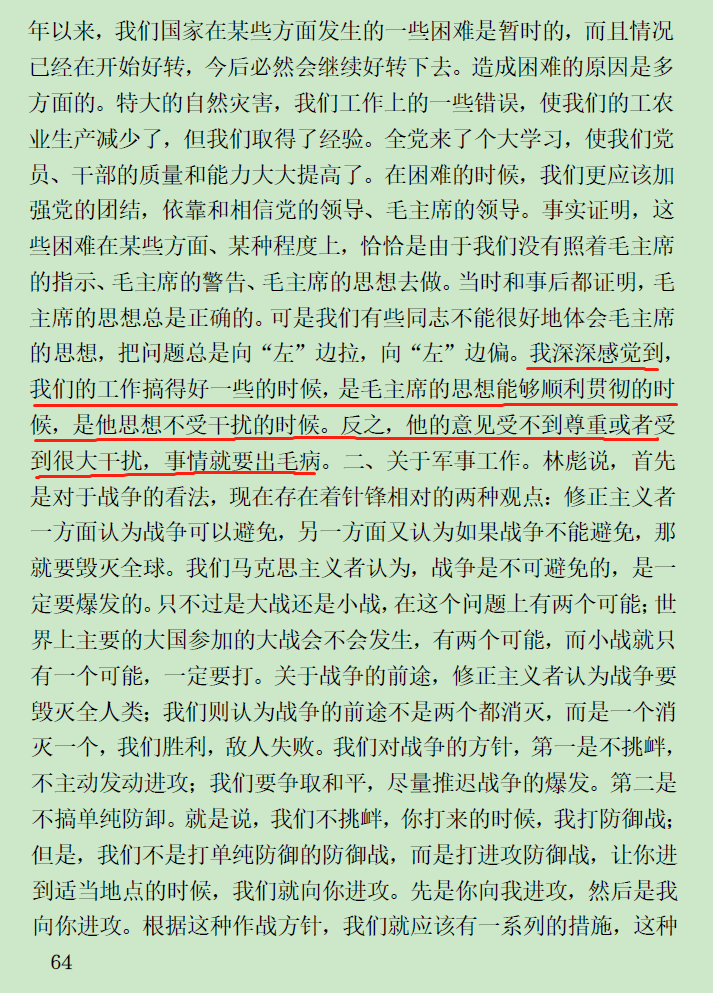 年以来，我们国家在某些方面发生的一些困难是暂时的，而且情况
已经在开始好转，今后必然会继续好转下去。造成困难的原因是多
方面的。特大的自然灾害，我们工作上的一些错误，使我们的工农
业生产减少了，但我们取得了经验。全党来了个大学习，使我们党
员、干部的质量和能力大大提高了。在困难的时候，我们更应该加
强党的团结，依靠和相信党的领导、毛主席的领导。事实证明，这
些困难在某些方面、某种程度上，恰恰是由于我们没有照着毛主席
的指示、毛主席的警告、毛主席的思想去做。当时和事后都证明，毛
主席的思想总是正确的。可是我们有些同志不能很好地体会毛主席
的思想，把问题总是向“左”边拉，向“左”边偏。我深深感觉到，
我们的工作搞得好一些的时候，是毛主席的思想能够顺利贯彻的时
候，是他思想不受干扰的时候。反之，他的意见受不到尊重或者受
到很大干扰，事情就要出毛病。二、关于军事工作。林彪说，首先
是对于战争的看法，现在存在着针锋相对的两种观点：修正主义者
一方面认为战争可以避免，另一方面又认为如果战争不能避免，那
就要毁灭全球。我们马克思主义者认为，战争是不可避免的，是一
定要爆发的。只不过是大战还是小战，在这个问题上有两个可能；世
界上主要的大国参加的大战会不会发生，有两个可能，而小战就只
有一个可能，一定要打。关于战争的前途，修正主义者认为战争要
毁灭全人类；我们则认为战争的前途不是两个都消灭，而是一个消
灭一个，我们胜利，敌人失败。我们对战争的方针，第一是不挑衅，
不主动发动进攻；我们要争取和平，尽量推迟战争的爆发。第二是
不搞单纯防卸。就是说，我们不挑衅，你打来的时候，我打防御战；
但是，我们不是打单纯防御的防御战，而是打进攻防御战，让你进
到适当地点的时候，我们就向你进攻。先是你向我进攻，然后是我
向你进攻。根据这种作战方针，我们就应该有一系列的措施，这种
64